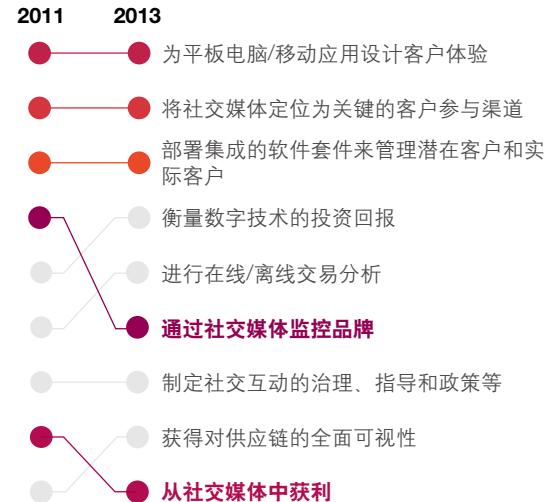 2011 2013
为平板电脑/移动应用设计客户体验
将社交媒体定位为关键的客户参与渠道
部署集成的软件套件来管理潜在客户和实
际客户
衡量数字技术的投资回报
进行在线/离线交易分析
通过社交媒体监控品牌
制定社交互动的治理、指导和政策等
获得对供应链的全面可视性
从社交媒体中获利